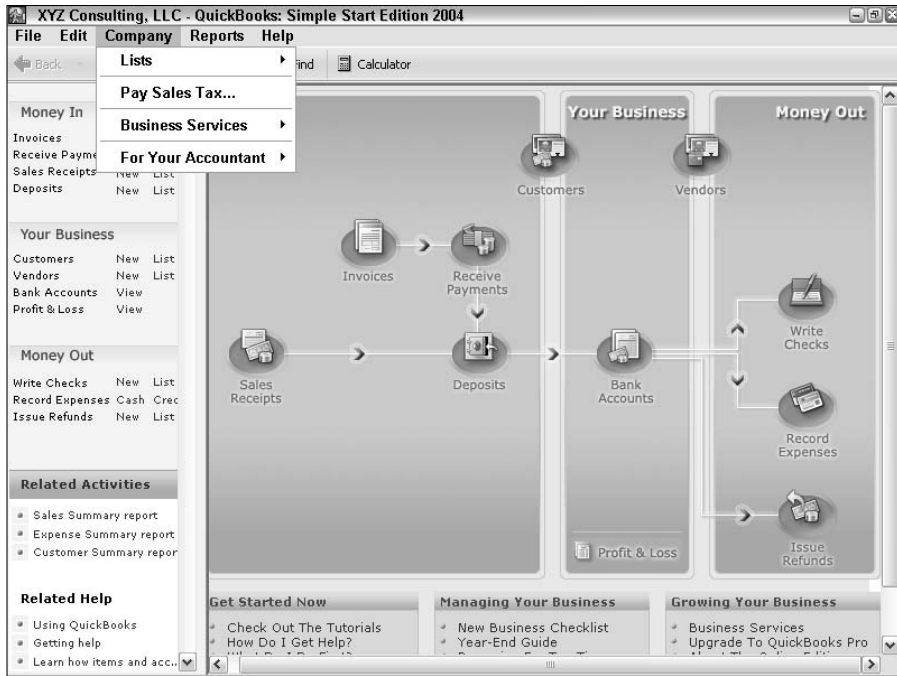 XYZ Consulting, LLC - QuickBooks: Simple Start Edition 2004
File Edit Company Reports Help
Back
Calculator
Lists
Pay Sales Tax...
Business Services
For Your Accountant
Money In
Invoices
Receive
Sales Receipts New List
Deposits New List
Your Business
Customers New List
Vendors New List
Bank Accounts View
Profit & Loss View
Money Out
Write Checks New List
Record Expenses Cash
Issue Refunds New List
Related Activities
Sales Summary report
Expense Summary report
Customer Summary repor
Related Help
Using QuickBooks
Getting help
Learn how items and acc..
Your Business
Money Out
Customers
Vendors
Invoices
Receive
Payments
Write
Checks
Sales
Receipts
Deposits
Bank
Accounts
Record
Expenses
Profit & Loss
Issue
Refunds
Get Started Now
Check Out The Tutorials
How Do I Get Help?
Managing Your Business
New Business Checklist
Year-End Guide
Growing Your Business
Business Services
Upgrade To QuickBooks Pro